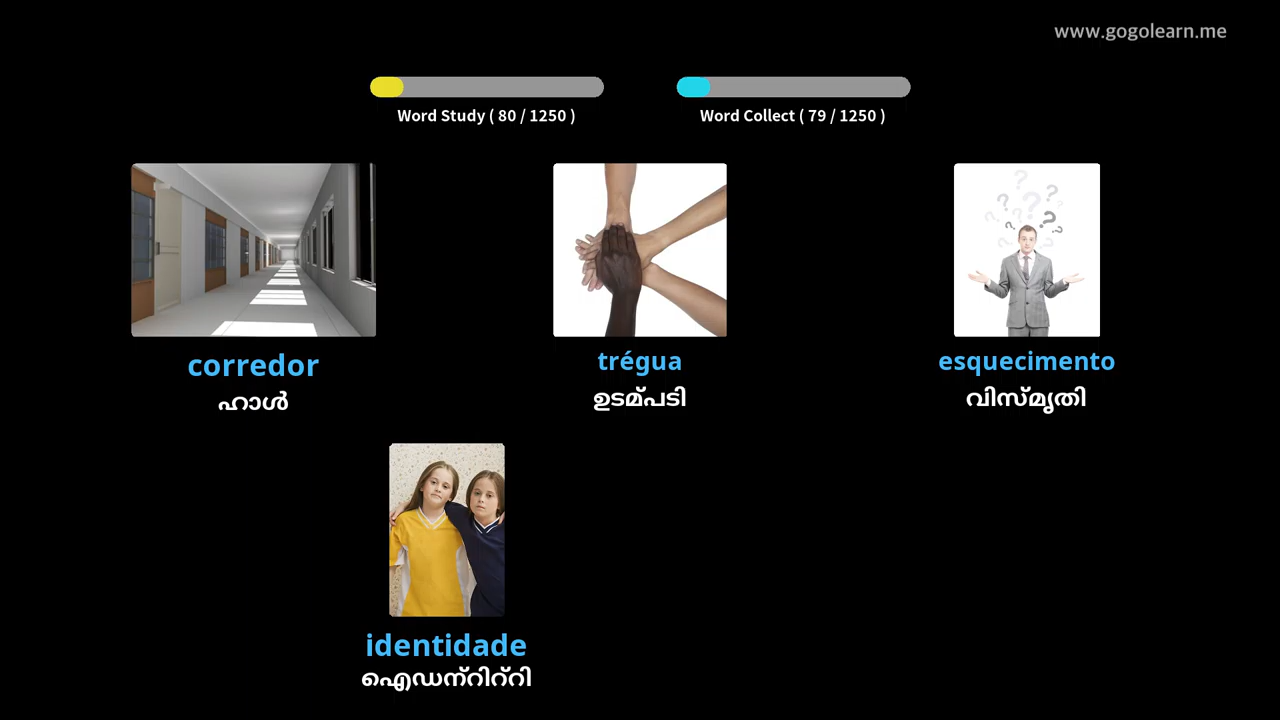 www.gogolearn.me
Word Study ( 80 / 1250 )
Word Collect ( 79 / 1250 )
corredor
ഹാൾ
trégua
ഉടമ്പടി
esquecimento
വിസ്മൃതി
identidade
ഐഡന്റിറ്റി